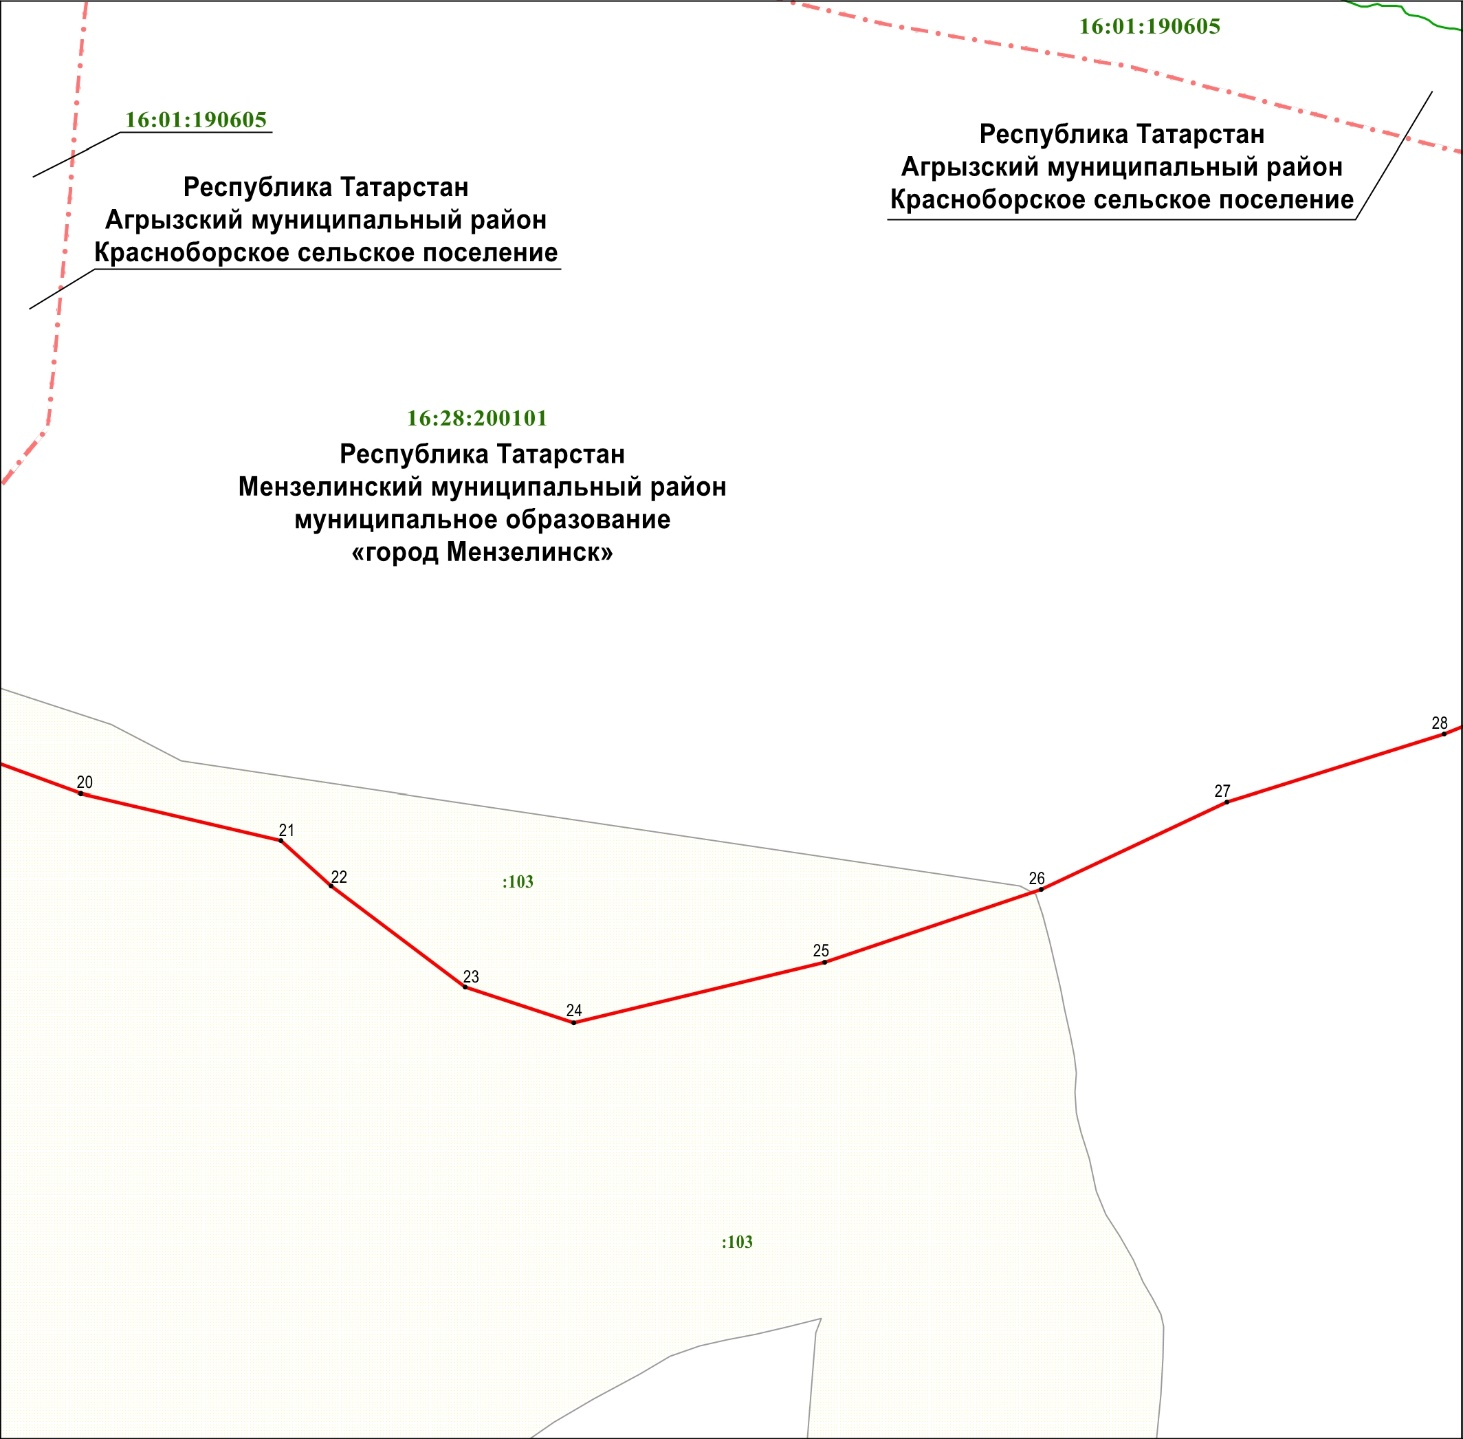 16:01:190605
16:01:190605
Республика Татарстан
Агрызский муниципальный район
Красноборское сельское поселение
Республика Татарстан
Агрызский муниципальный район
Красноборское сельское поселение
16:28:200101
Республика Татарстан
Мензелинский муниципальный район
муниципальное образование
«город Мензелинск»
28
20
27
21
22
26
:103
25
23
24
:103